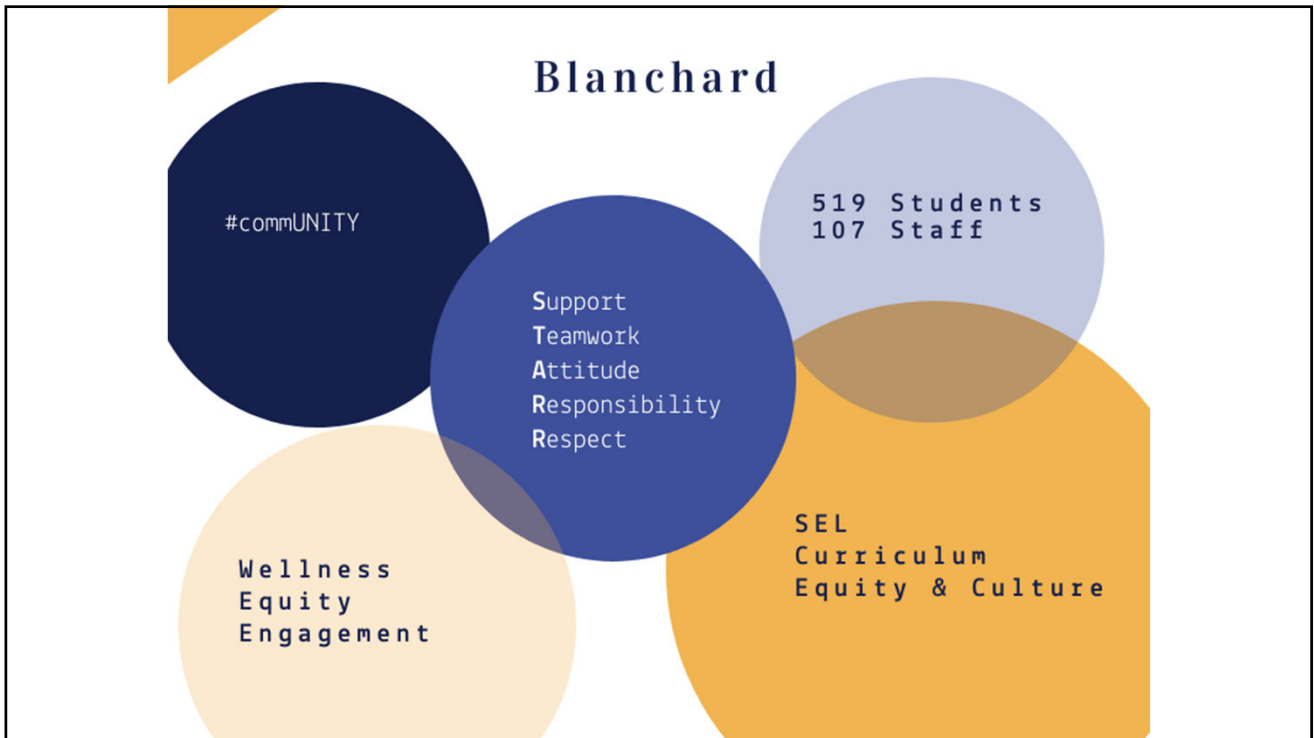 Blanchard
#commUNITY
519 Students
107 Staff
Support
Teamwork
Attitude
Responsibility
Respect
Wellness
Equity
Engagement
SEL
Curriculum
Equity & Culture